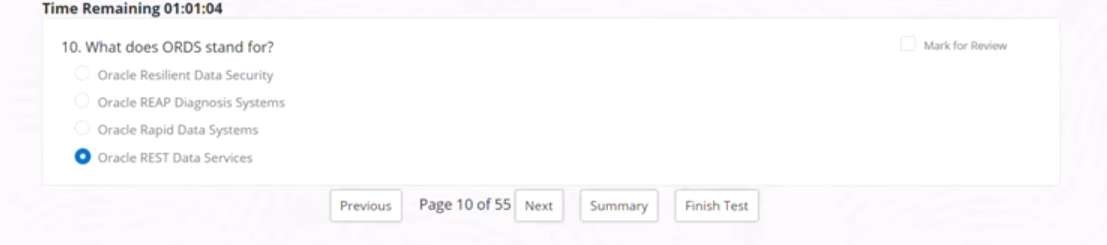 Time Remaining 01:01:04
10. What does ORDS stand for?
Mark for Review
Oracle Resilient Data Security
Oracle REAP Diagnosis Systems
Oracle Rapid Data Systems
Oracle REST Data Services
Previous Page 10 of 55 Next Summary Finish Test